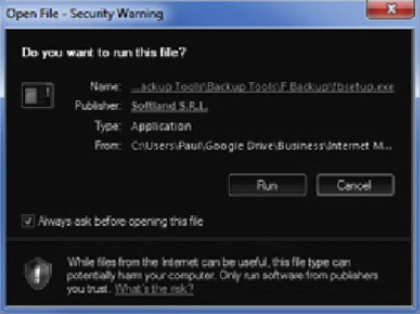 Open File - Security Warning
Do you want to run this file?
Name: ...ackup Tools\Backup Tools\F Backup\fbsetup.exe
Publisher: Softland S.R.L.
Type: Application
From: C:\Users\Paul\Google Drive\Business\Internet M...
Run Cancel
Always ask before opening this file
While files from the Internet can be useful, this file type can
potentially harm your computer. Only run software from publishers
you trust. What's the risk?